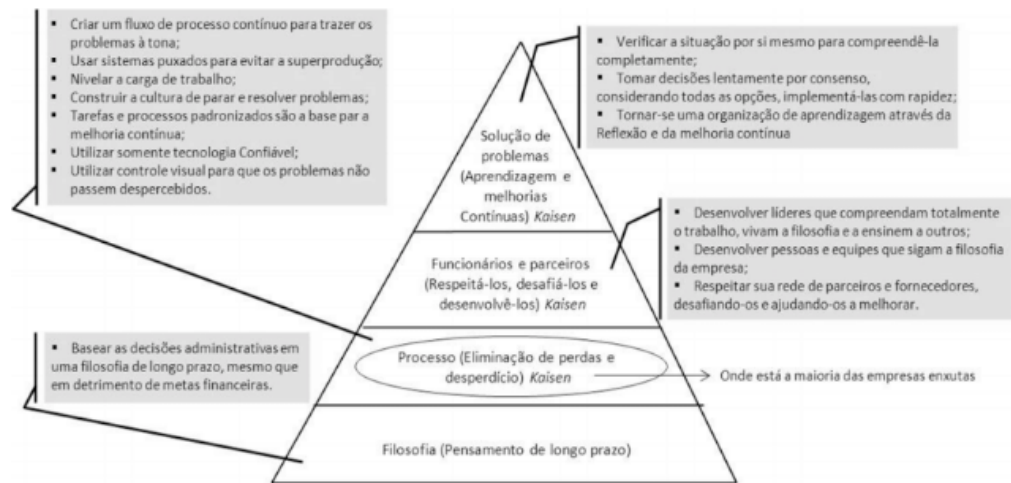 ▪ Criar um fluxo de processo contínuo para trazer os
problemas à tona;
▪ Usar sistemas puxados para evitar a superprodução;
▪ Nivelar a carga de trabalho;
▪ Construir a cultura de parar e resolver problemas;
▪ Tarefas e processos padronizados são a base par a
melhoria contínua;
▪ Utilizar somente tecnologia Confiável;
▪ Utilizar controle visual para que os problemas não
passem despercebidos.
▪ Verificar a situação por si mesmo para compreendê-la
completamente;
▪ Tomar decisões lentamente por consenso,
considerando todas as opções, implementá-las com rapidez;
▪ Tornar-se uma organização de aprendizagem através da
Reflexão e da melhoria contínua
Solução de
problemas
(Aprendizagem e
melhorias
Contínuas) Kaisen
▪ Desenvolver líderes que compreendam totalmente
o trabalho, vivam a filosofia e a ensinem a outros;
▪ Desenvolver pessoas e equipes que sigam a filosofia
da empresa;
▪ Respeitar sua rede de parceiros e fornecedores,
desafiando-os e ajudando-os a melhorar.
Funcionários e parceiros
(Respeitá-los, desafiá-los e
desenvolvê-los) Kaisen
▪ Basear as decisões administrativas em
uma filosofia de longo prazo, mesmo que
em detrimento de metas financeiras.
Processo (Eliminação de perdas e
desperdício) Kaisen
Onde está a maioria das empresas enxutas
Filosofia (Pensamento de longo prazo)